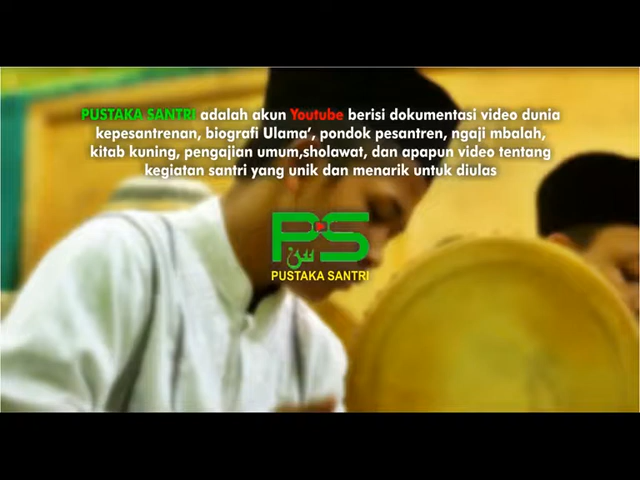 PUSTAKA SANTRI adalah akun Youtube berisi dokumentasi video dunia
kepesantrenan, biografi Ulama', pondok pesantren, ngaji mbalah,
kitab kuning, pengajian umum,sholawat, dan apapun video tentang
kegiatan santri yang unik dan menarik untuk diulas
PS
PUSTAKA SANTRI